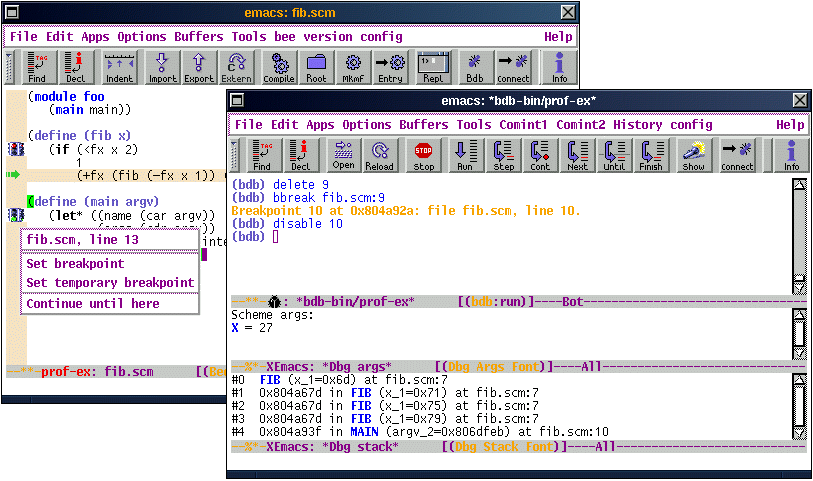 emacs: fib.scm
File Edit Apps Options Buffers Tools bee version config Help
TAG
Find Decl Indent Import Export Extern Compile Root Mkmf Entry Repl Bdb Connect Info
(module foo
(main main))
(define (fib x)
(if (<fx x 2)
1
(+fx (fib (-fx x 1))
(define (main argv)
(let* ((name (car argv))
inte
fib.scm, line 13
Set breakpoint
Set temporary breakpoint
Continue until here
--**-prof-ex: fib.scm [(Be
emacs: *bdb-bin/prof-ex*
File Edit Apps Options Buffers Tools Comint1 Comint2 History config Help
TAG
STOP
Find Decl Open Reload Stop Run Step Cont Next Until Finish Show Connect Info
(bdb) delete 9
(bdb) bbreak fib.scm:9
Breakpoint 10 at 0x804a92a: file fib.scm, line 10.
(bdb) disable 10
(bdb)
--**-: *bdb-bin/prof-ex* [(bdb:run)]----Bot
Scheme args:
X = 27
--%*-XEmacs: *Dbg args* [(Dbg Args Font)]----All
#0 FIB (x_1=0x6d) at fib.scm:7
#1 0x804a67d in FIB (x_1=0x71) at fib.scm:7
#2 0x804a67d in FIB (x_1=0x75) at fib.scm:7
#3 0x804a67d in FIB (x_1=0x79) at fib.scm:7
#4 0x804a93f in MAIN (argv_2=0x806dfeb) at fib.scm:10
--%*-XEmacs: *Dbg stack* [(Dbg Stack Font)]----All